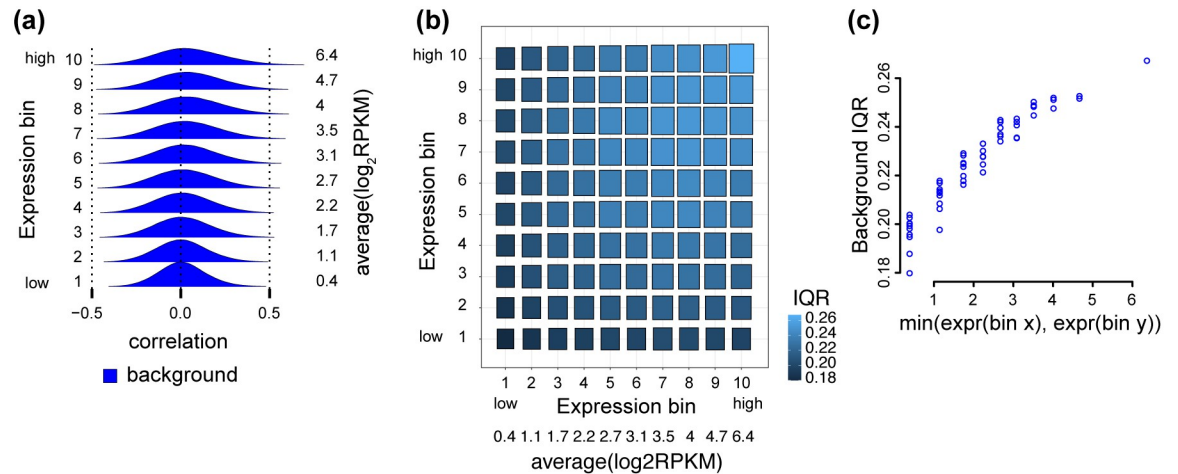 (a)
high 10 6.4
9 4.7
8 4
7 3.5
6 3.1
5 2.7
4 2.2
3 1.7
2 1.1
low 1 0.4
Expression bin
average(log2RPKM)
−0.5 0.0 0.5
correlation
background
(b)
high 10
9
8
7
6
5
4
3
2
low 1
Expression bin
1 2 3 4 5 6 7 8 9 10
low Expression bin high
0.4 1.1 1.7 2.2 2.7 3.1 3.5 4 4.7 6.4
average(log2RPKM)
IQR
0.26
0.24
0.22
0.20
0.18
(c)
Background IQR
0.26
0.24
0.22
0.20
0.18
1 2 3 4 5 6
min(expr(bin x), expr(bin y))